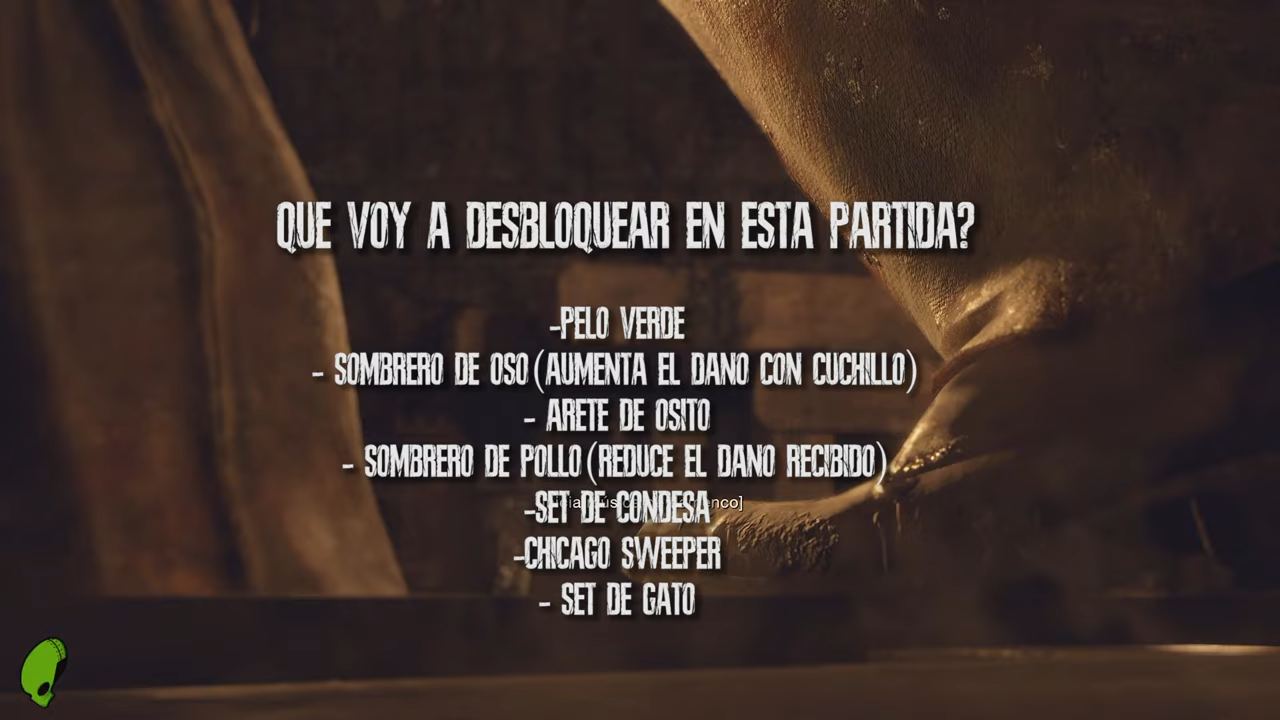 QUE VOY A DESBLOQUEAR EN ESTA PARTIDA?
-PELO VERDE
- SOMBRERO DE OSO(AUMENTA EL DANO CON CUCHILLO)
- ARETE DE OSITO
- SOMBRERO DE POLLO(REDUCE EL DANO RECIBIDO)
-SET DE CONDESA
-CHICAGO SWEEPER
- SET DE GATO